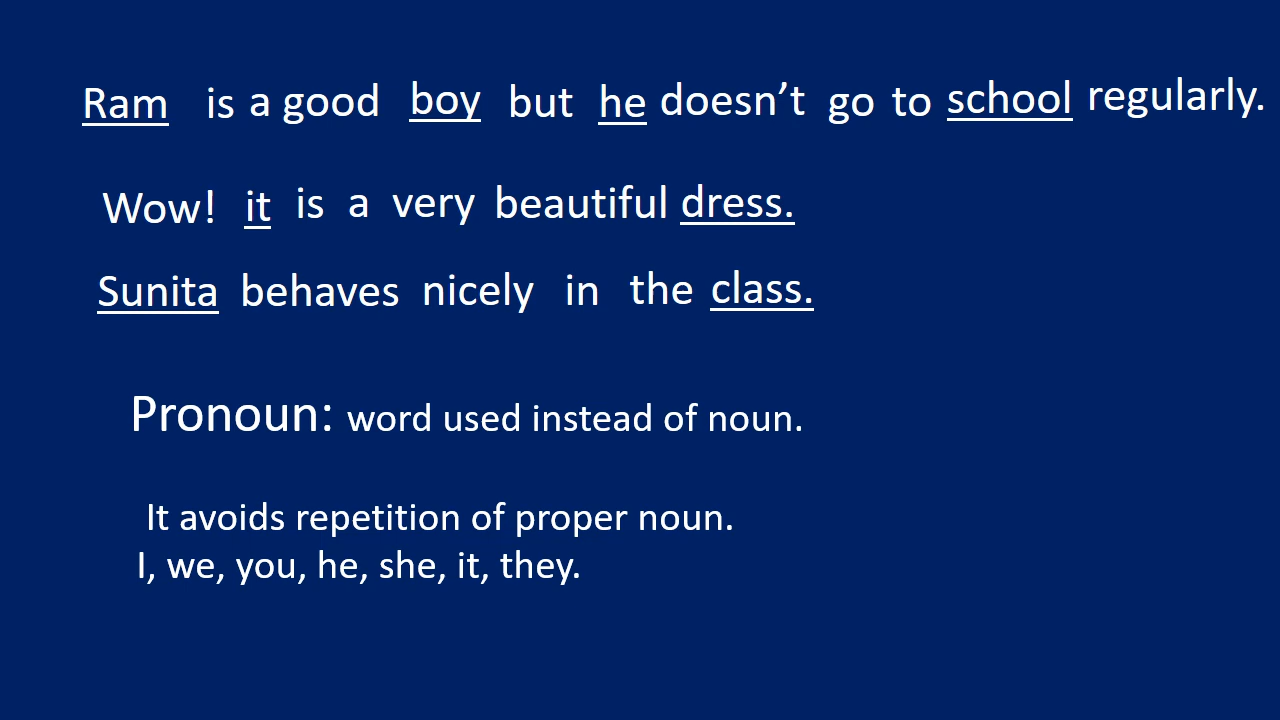 Ram is a good boy but he doesn’t go to school regularly.
Wow! it is a very beautiful dress.
Sunita behaves nicely in the class.
Pronoun: word used instead of noun.
It avoids repetition of proper noun.
I, we, you, he, she, it, they.